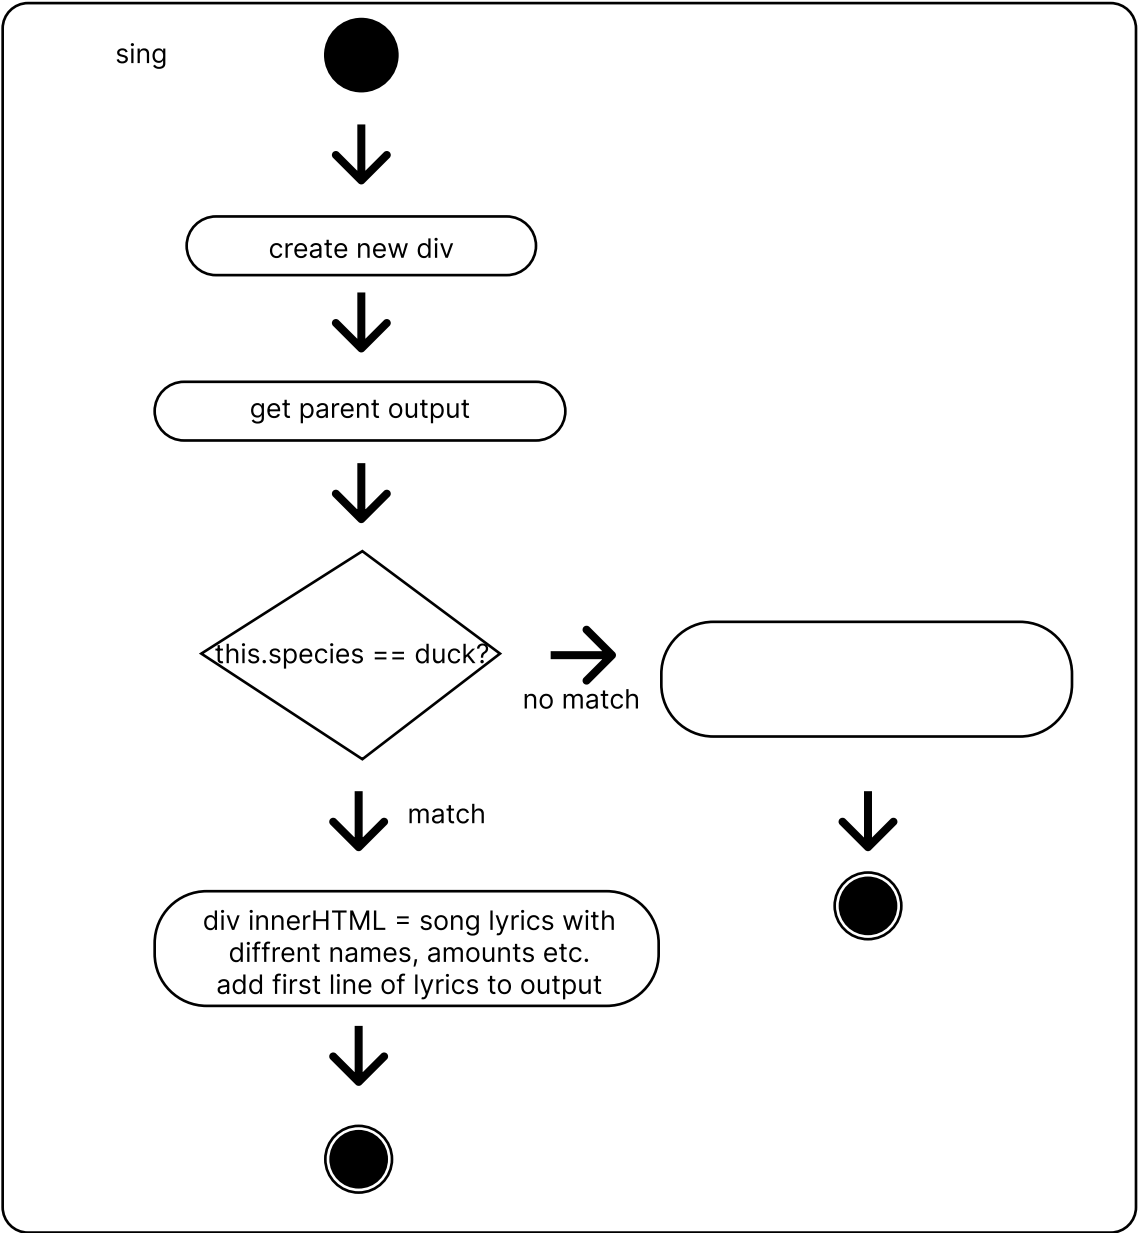 sing
create new div
get parent output
this.species == duck?
no match
match
div innerHTML = song lyrics with
diffrent names, amounts etc.
add first line of lyrics to output